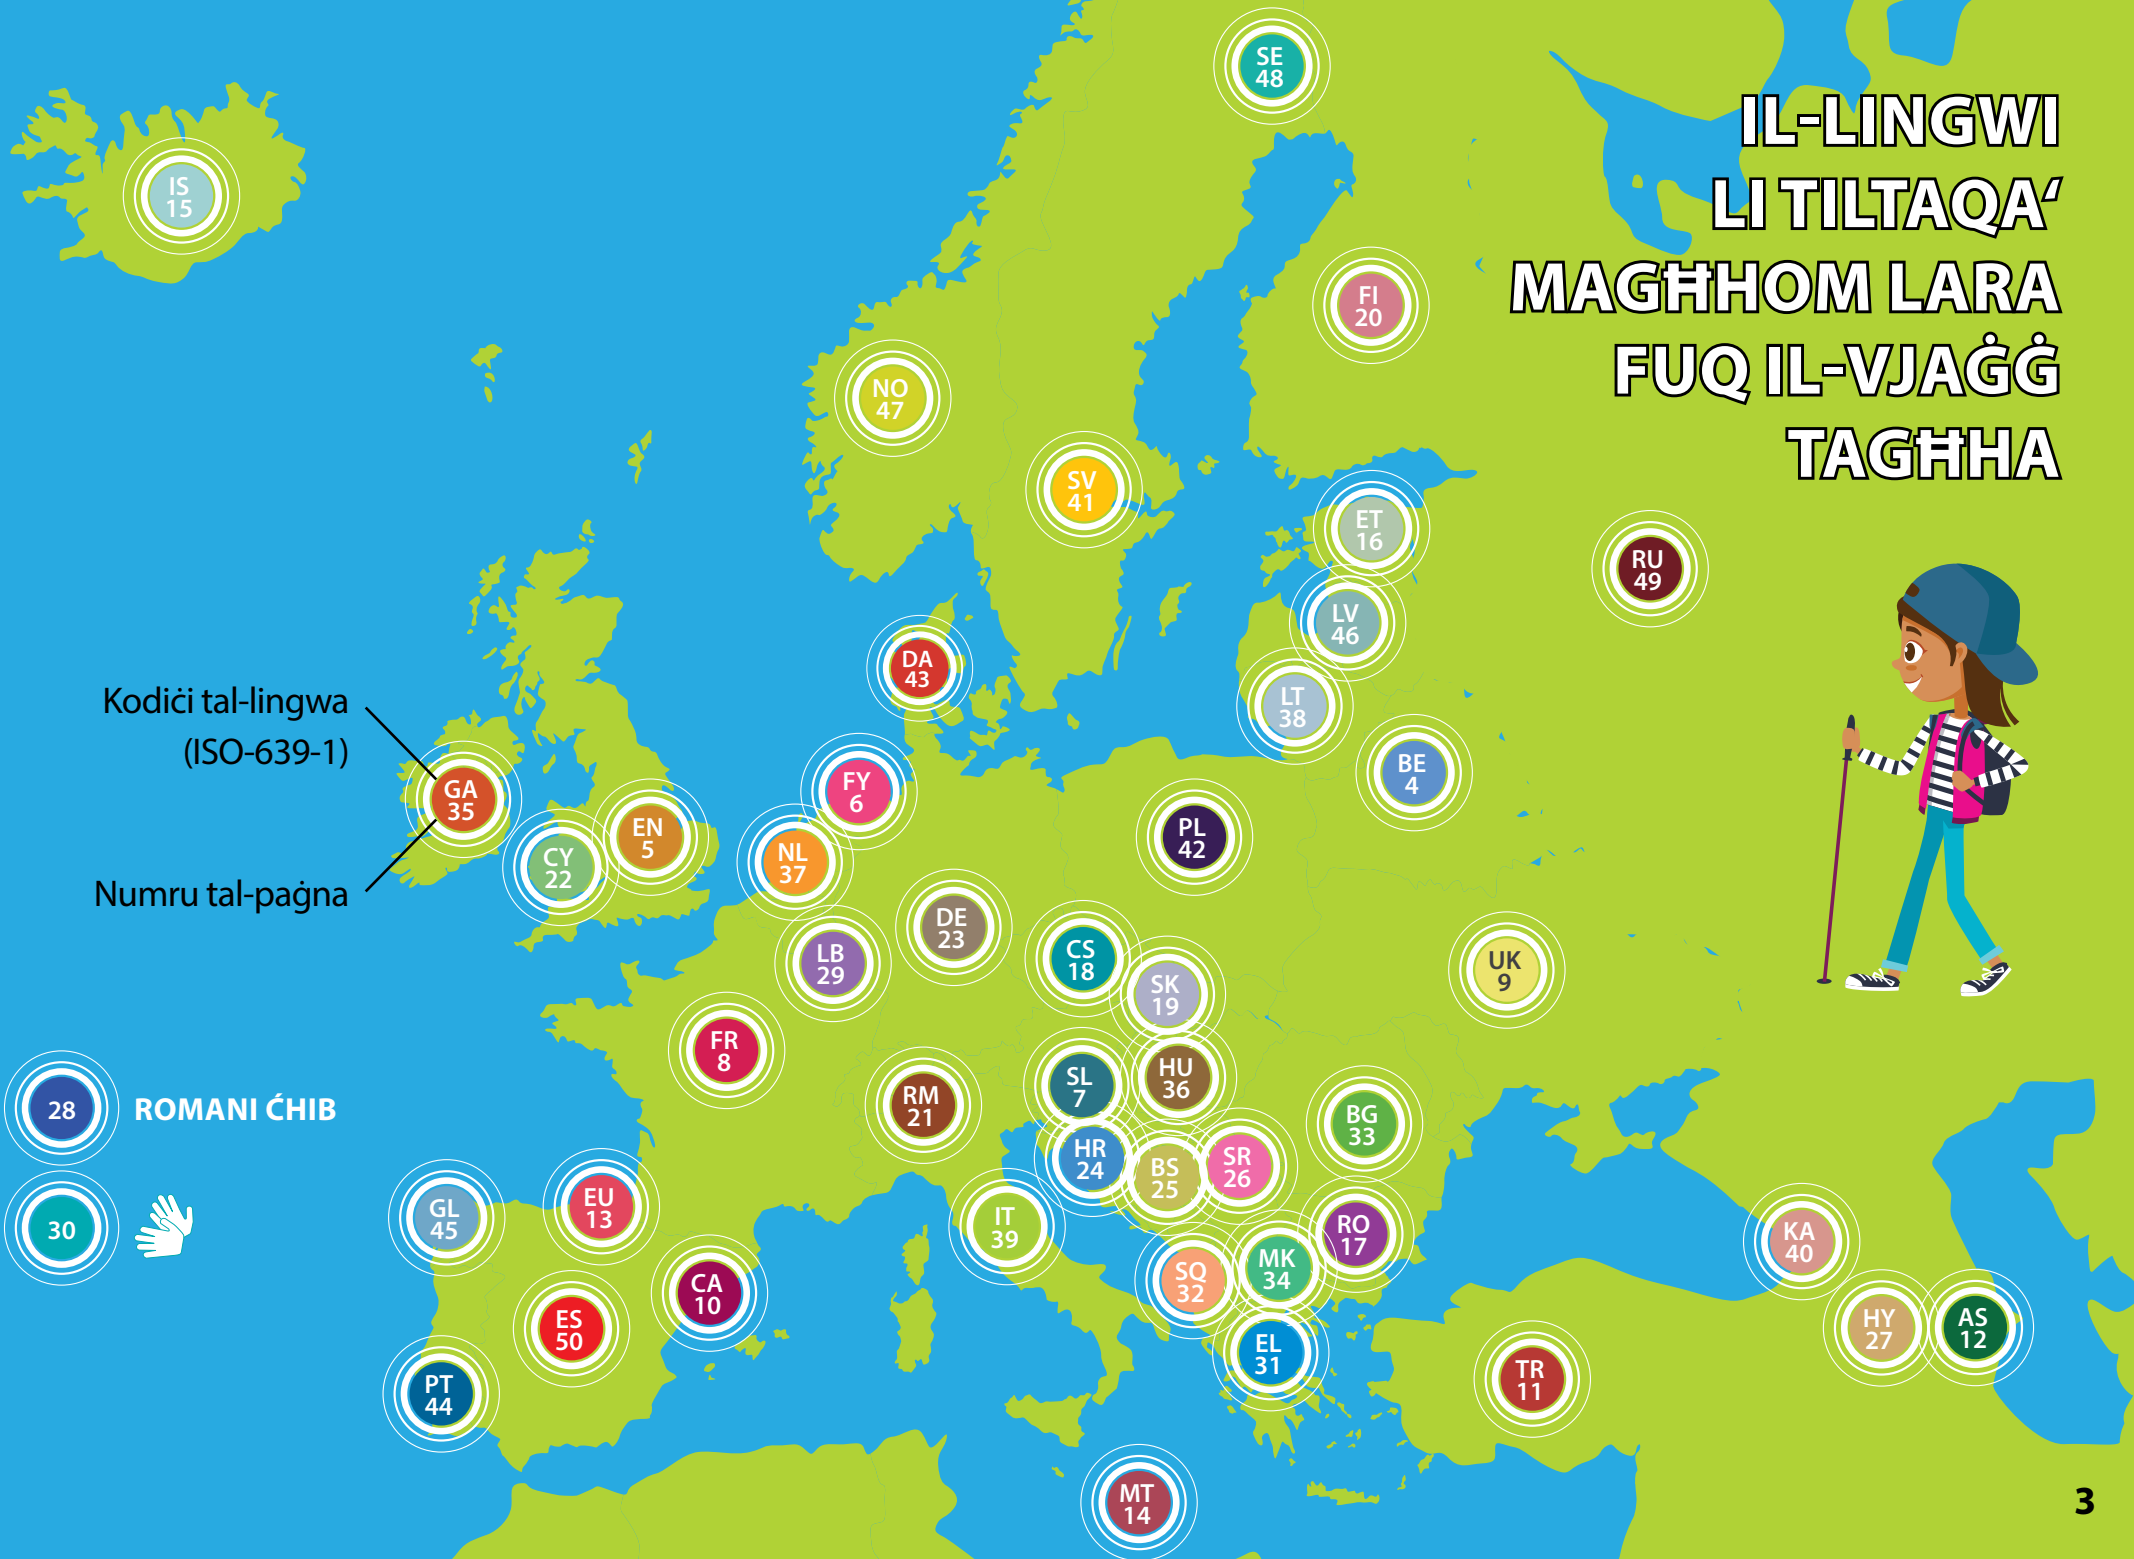 IL-LINGWI
LI TILTAQA‘
MAGĦHOM LARA
FUQ IL-VJAĠĠ
TAGĦHA
SE
48
IS
15
FI
20
NO
47
SV
41
ET
16
RU
49
LV
46
DA
43
LT
38
Kodiċi tal-lingwa
(ISO-639-1)
BE
4
FY
6
GA
35
EN
5
PL
42
NL
37
CY
22
Numru tal-paġna
DE
23
LB
29
CS
18
UK
9
SK
19
FR
8
HU
36
SL
7
RM
21
28
ROMANI ĆHIB
BG
33
HR
24
BS
25
SR
26
EU
13
GL
45
30
IT
39
RO
17
KA
40
MK
34
SQ
32
CA
10
ES
50
HY
27
AS
12
EL
31
TR
11
PT
44
MT
14
3